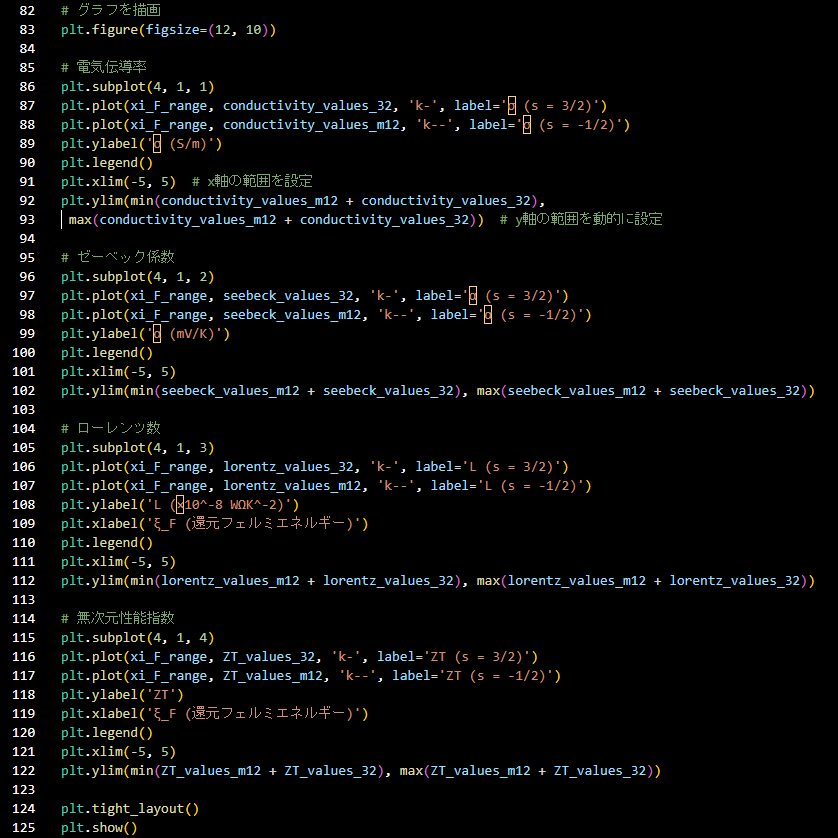 82 # グラフを描画
83 plt.figure(figsize=(12, 10))
84
85 # 電気伝導率
86 plt.subplot(4, 1, 1)
87 plt.plot(xi_F_range, conductivity_values_32, 'k-', label='σ (s = 3/2)')
88 plt.plot(xi_F_range, conductivity_values_m12, 'k--', label='σ (s = -1/2)')
89 plt.ylabel('σ (S/m)')
90 plt.legend()
91 plt.xlim(-5, 5)  # x軸の範囲を設定
92 plt.ylim(min(conductivity_values_m12 + conductivity_values_32),
93  max(conductivity_values_m12 + conductivity_values_32))  # y軸の範囲を動的に設定
94
95 # ゼーベック係数
96 plt.subplot(4, 1, 2)
97 plt.plot(xi_F_range, seebeck_values_32, 'k-', label='α (s = 3/2)')
98 plt.plot(xi_F_range, seebeck_values_m12, 'k--', label='α (s = -1/2)')
99 plt.ylabel('α (mV/K)')
100 plt.legend()
101 plt.xlim(-5, 5)
102 plt.ylim(min(seebeck_values_m12 + seebeck_values_32), max(seebeck_values_m12 + seebeck_values_32))
103
104 # ローレンツ数
105 plt.subplot(4, 1, 3)
106 plt.plot(xi_F_range, lorentz_values_32, 'k-', label='L (s = 3/2)')
107 plt.plot(xi_F_range, lorentz_values_m12, 'k--', label='L (s = -1/2)')
108 plt.ylabel('L (×10^-8 WΩK^-2)')
109 plt.xlabel('ξ_F (還元フェルミエネルギー)')
110 plt.legend()
111 plt.xlim(-5, 5)
112 plt.ylim(min(lorentz_values_m12 + lorentz_values_32), max(lorentz_values_m12 + lorentz_values_32))
113
114 # 無次元性能指数
115 plt.subplot(4, 1, 4)
116 plt.plot(xi_F_range, ZT_values_32, 'k-', label='ZT (s = 3/2)')
117 plt.plot(xi_F_range, ZT_values_m12, 'k--', label='ZT (s = -1/2)')
118 plt.ylabel('ZT')
119 plt.xlabel('ξ_F (還元フェルミエネルギー)')
120 plt.legend()
121 plt.xlim(-5, 5)
122 plt.ylim(min(ZT_values_m12 + ZT_values_32), max(ZT_values_m12 + ZT_values_32))
123
124 plt.tight_layout()
125 plt.show()